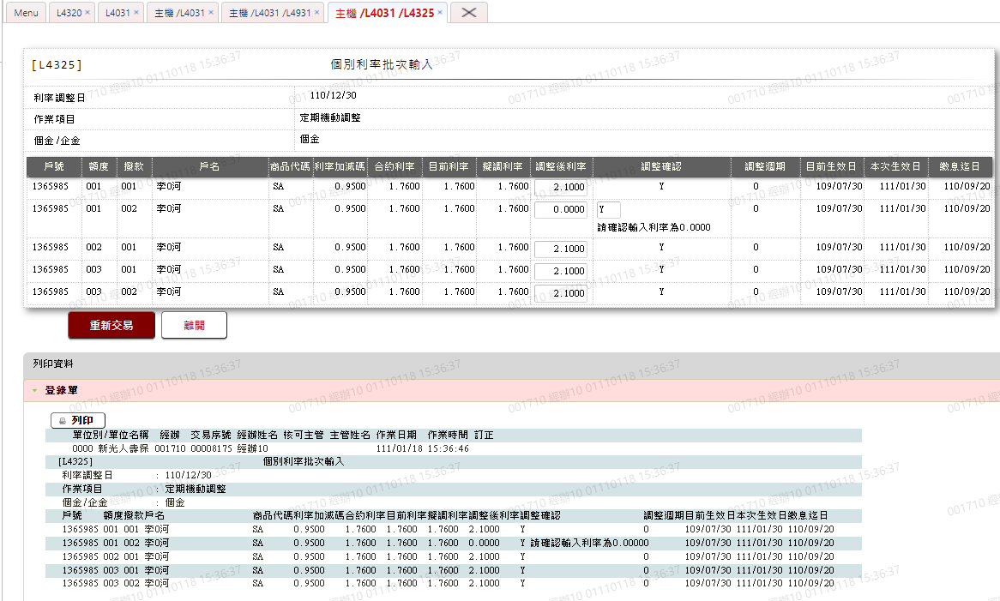 Menu L4320 × L4031 × 主機 /L4031 × 主機 /L4031 /L4931 × 主機 /L4031 /L4325 ×
[L4325] 個別利率批次輸入
利率調整日 110/12/30
作業項目 定期機動調整
個金/企金 個金
戶號 額度 撥款 戶名 商品代碼 利率加減碼 合約利率 目前利率 擬調利率 調整後利率 調整確認 調整週期 目前生效日 本次生效日 繳息迄日
1365985 001 001 李0河 SA 0.9500 1.7600 1.7600 1.7600 2.1000 Y 0 109/07/30 111/01/30 110/09/20
1365985 001 002 李0河 SA 0.9500 1.7600 1.7600 1.7600 0.0000 Y 0 109/07/30 111/01/30 110/09/20
請確認輸入利率為0.0000
1365985 002 001 李0河 SA 0.9500 1.7600 1.7600 1.7600 2.1000 Y 0 109/07/30 111/01/30 110/09/20
1365985 003 001 李0河 SA 0.9500 1.7600 1.7600 1.7600 2.1000 Y 0 109/07/30 111/01/30 110/09/20
1365985 003 002 李0河 SA 0.9500 1.7600 1.7600 1.7600 2.1000 Y 0 109/07/30 111/01/30 110/09/20
重新交易 離開
列印資料
登錄單
列印
單位別/單位名稱 經辦 交易序號 經辦姓名 核可主管 主管姓名 作業日期 作業時間 訂正
0000 新光人壽保 001710 00008175 經辦10 111/01/18 15:36:46
[L4325] 個別利率批次輸入
利率調整日 : 110/12/30
作業項目 : 定期機動調整
個金/企金 : 個金
戶號 額度撥款戶名 商品代碼利率加減碼合約利率目前利率擬調利率調整後利率調整確認 調整週期目前生效日本次生效日繳息迄日
1365985 001 001 李0河 SA 0.9500 1.7600 1.7600 1.7600 2.1000 Y 0 109/07/30 111/01/30 110/09/20
1365985 001 002 李0河 SA 0.9500 1.7600 1.7600 1.7600 0.0000 Y 請確認輸入利率為0.00000 109/07/30 111/01/30 110/09/20
1365985 002 001 李0河 SA 0.9500 1.7600 1.7600 1.7600 2.1000 Y 0 109/07/30 111/01/30 110/09/20
1365985 003 001 李0河 SA 0.9500 1.7600 1.7600 1.7600 2.1000 Y 0 109/07/30 111/01/30 110/09/20
1365985 003 002 李0河 SA 0.9500 1.7600 1.7600 1.7600 2.1000 Y 0 109/07/30 111/01/30 110/09/20
001710 經辦10 01110118 15:36:37